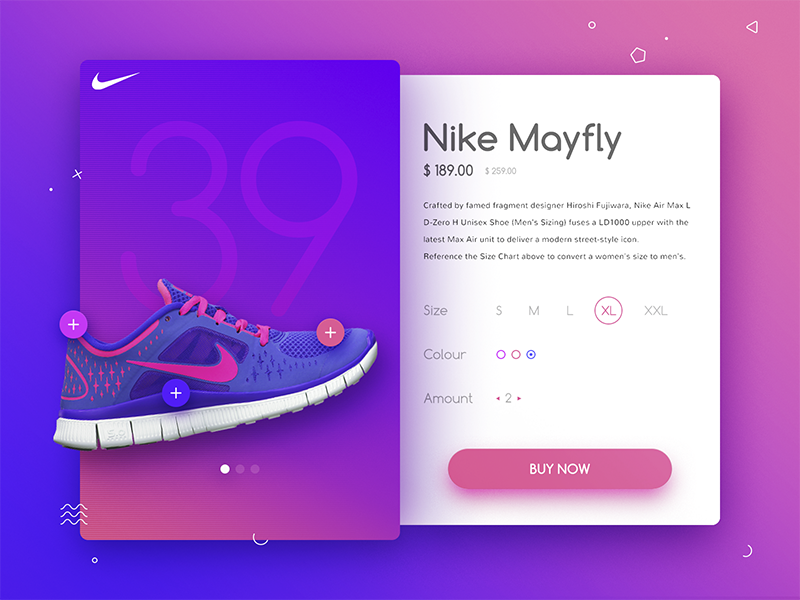 39
Nike Mayfly
$ 189.00 $ 259.00
Crafted by famed fragment designer Hiroshi Fujiwara, Nike Air Max L
D-Zero H Unisex Shoe (Men's Sizing) fuses a LD1000 upper with the
latest Max Air unit to deliver a modern street-style icon.
Reference the Size Chart above to convert a women's size to men's.
Size S M L XL XXL
Colour
Amount 2
BUY NOW